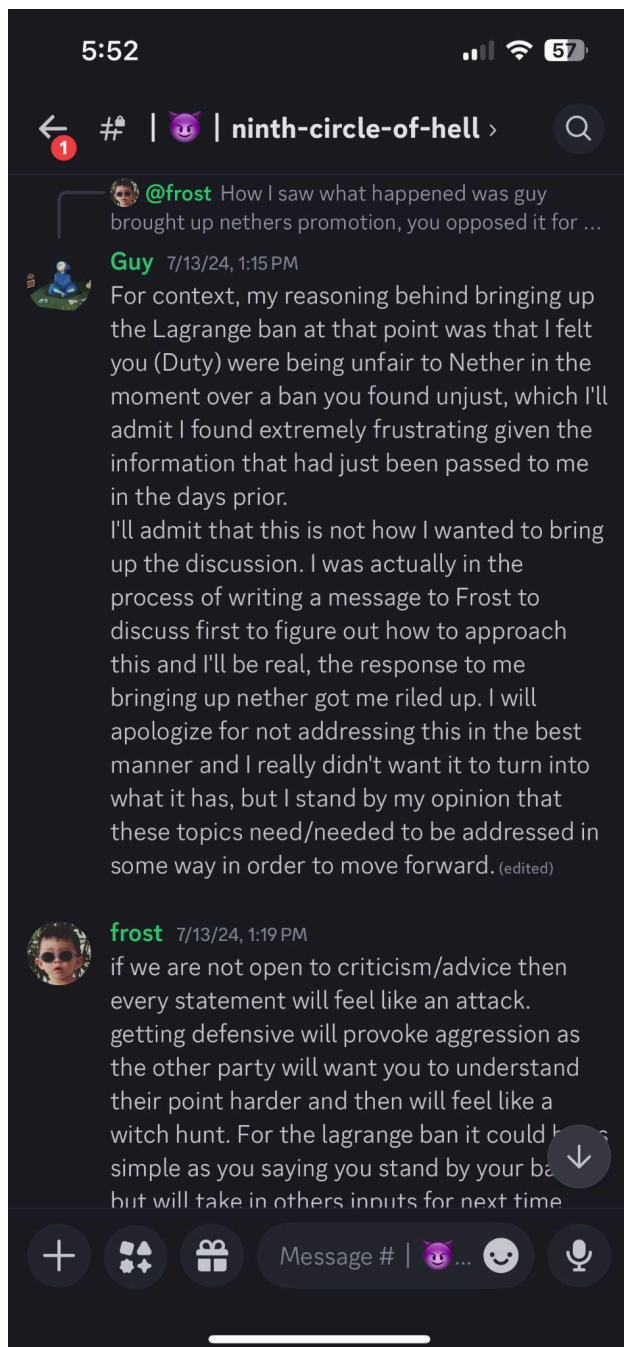 5:52
57
1
# | 😈 | ninth-circle-of-hell ›
@frost How I saw what happened was guy
brought up nethers promotion, you opposed it for ...
Guy 7/13/24, 1:15 PM
For context, my reasoning behind bringing up
the Lagrange ban at that point was that I felt
you (Duty) were being unfair to Nether in the
moment over a ban you found unjust, which I'll
admit I found extremely frustrating given the
information that had just been passed to me
in the days prior.
I'll admit that this is not how I wanted to bring
up the discussion. I was actually in the
process of writing a message to Frost to
discuss first to figure out how to approach
this and I'll be real, the response to me
bringing up nether got me riled up. I will
apologize for not addressing this in the best
manner and I really didn't want it to turn into
what it has, but I stand by my opinion that
these topics need/needed to be addressed in
some way in order to move forward. (edited)
frost 7/13/24, 1:19 PM
if we are not open to criticism/advice then
every statement will feel like an attack.
getting defensive will provoke aggression as
the other party will want you to understand
their point harder and then will feel like a
witch hunt. For the lagrange ban it could
simple as you saying you stand by your
but will take in others inputs for next time
Message # | 😈...